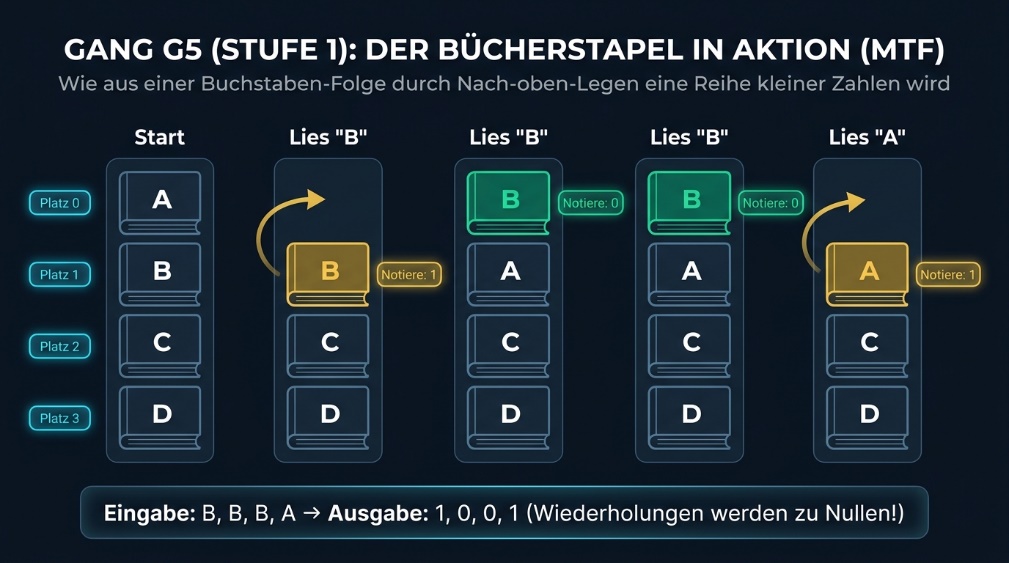 GANG G5 (STUFE 1): DER BÜCHERSTAPEL IN AKTION (MTF)
Wie aus einer Buchstaben-Folge durch Nach-oben-Legen eine Reihe kleiner Zahlen wird
Start
Lies "B"
Lies "B"
Lies "B"
Lies "A"
Platz 0
A
B
Notiere: 0
B
Notiere: 0
Platz 1
B
B
Notiere: 1
A
A
A
Notiere: 1
Platz 2
C
C
C
C
C
Platz 3
D
D
D
D
D
Eingabe: B, B, B, A → Ausgabe: 1, 0, 0, 1 (Wiederholungen werden zu Nullen!)